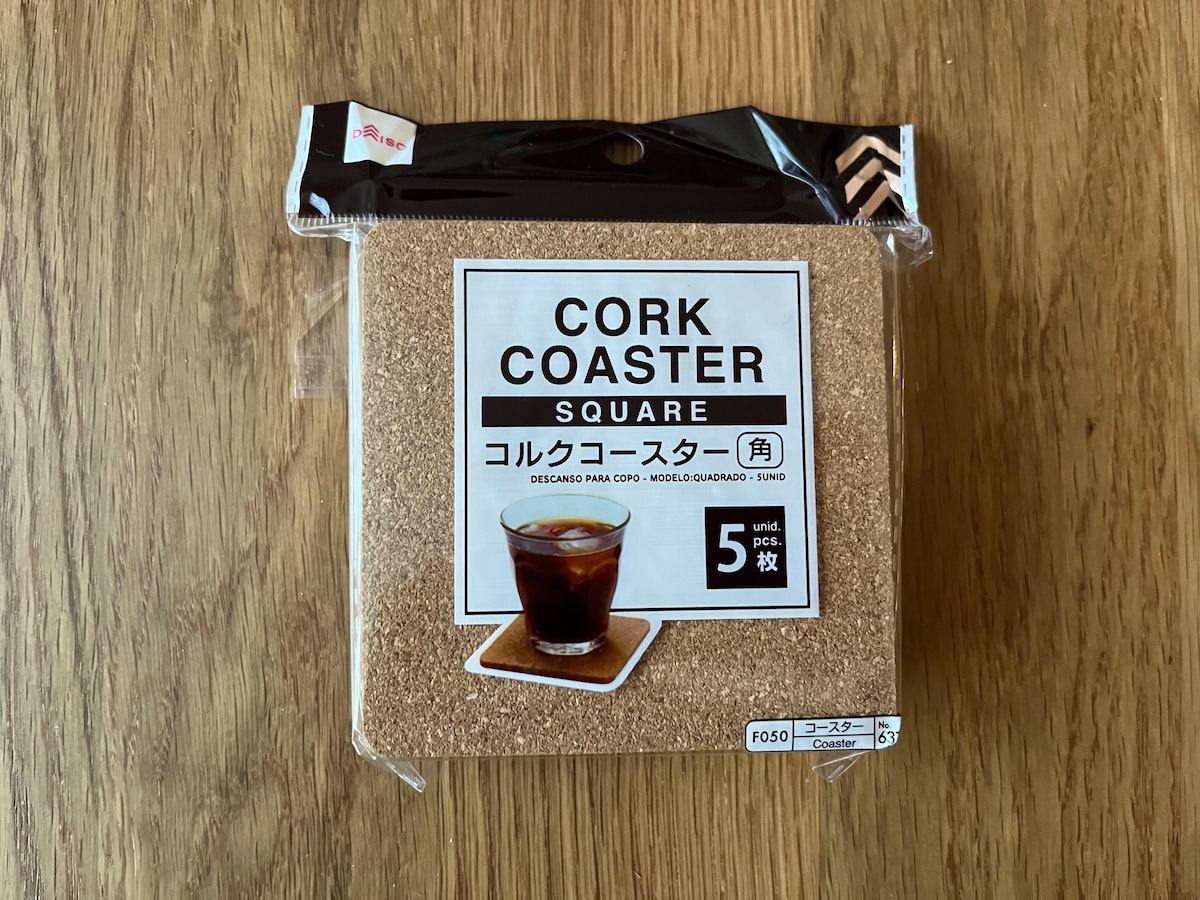 DAISO
CORK
COASTER
SQUARE
コルクコースター 角
DESCANSO PARA COPO - MODELO:QUADRADO - 5UNID
5 unid.
pcs.
枚
F050 コースター No.
Coaster 637